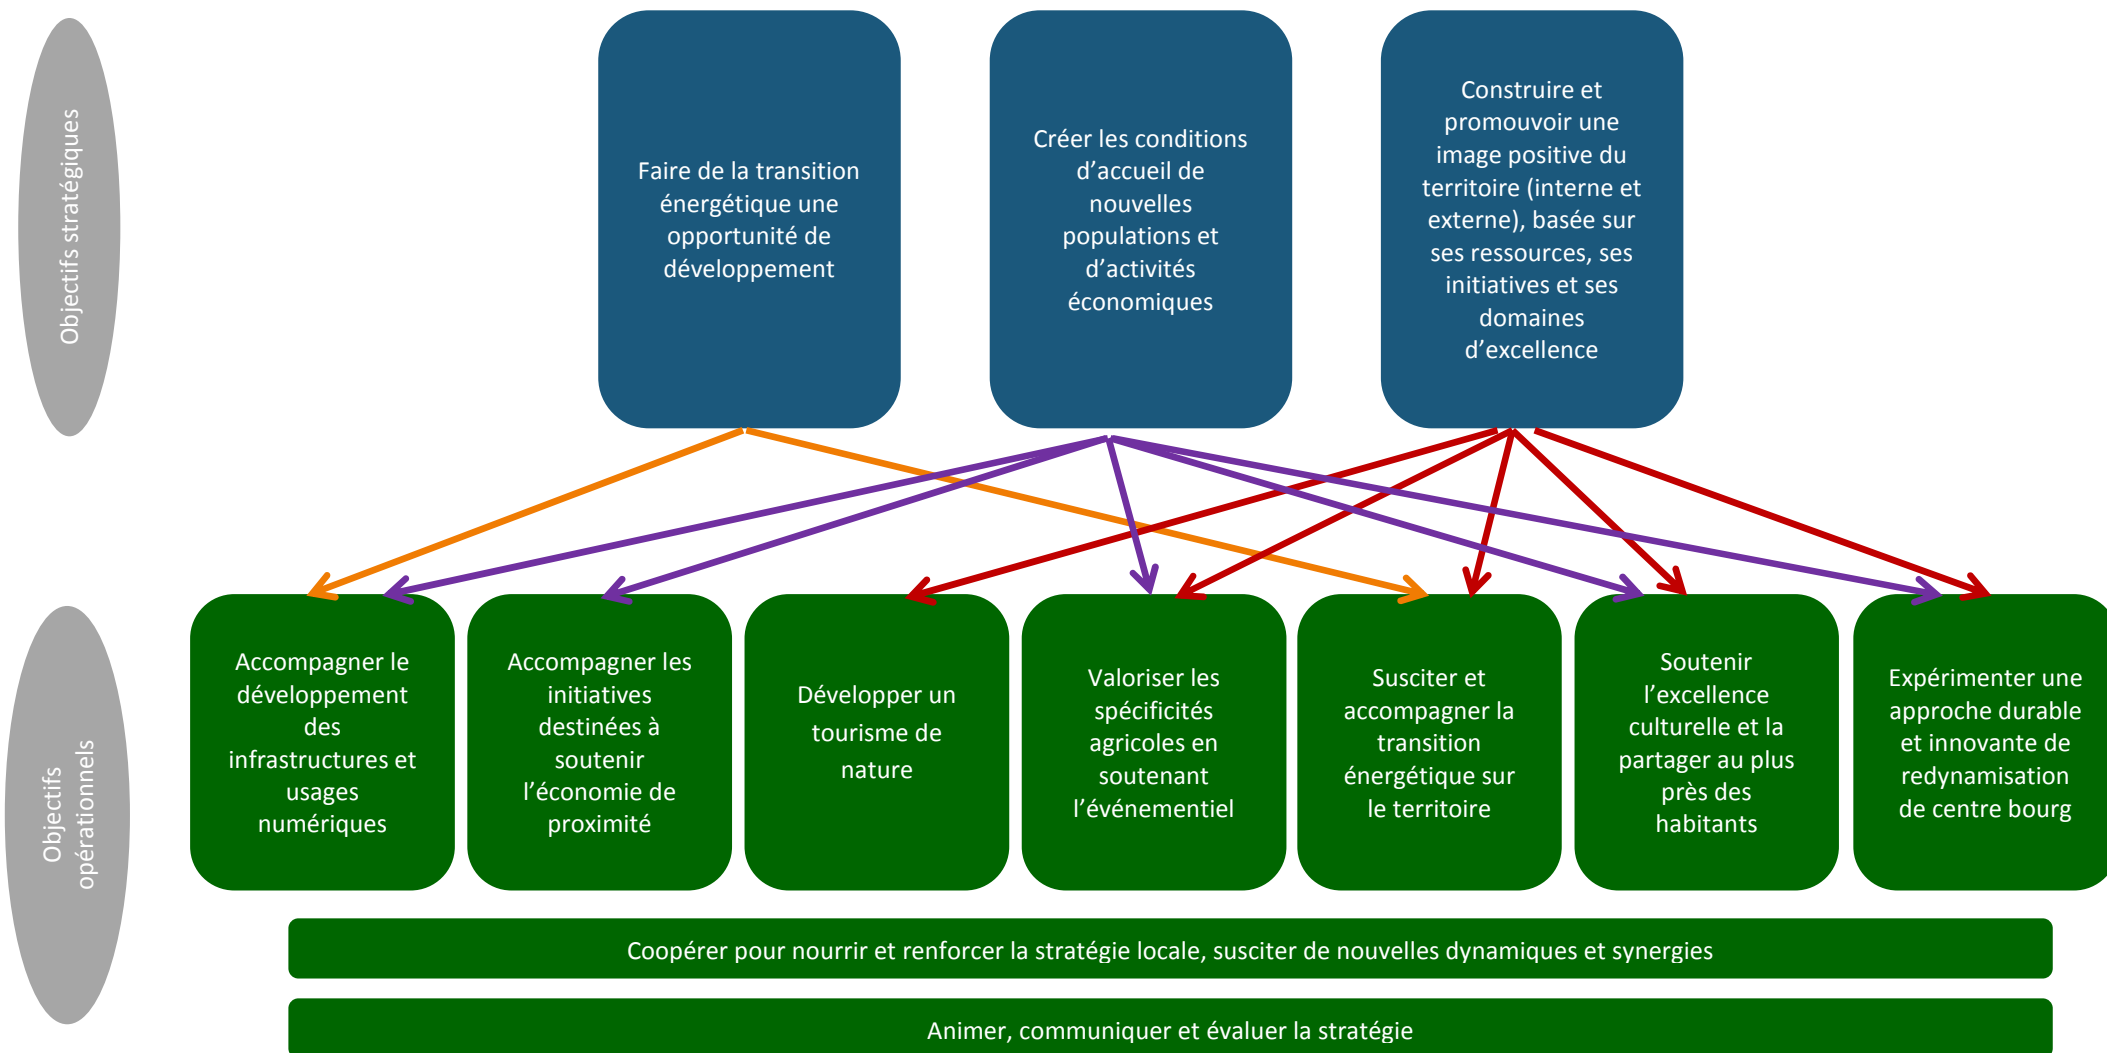 Objectifs stratégiques
Faire de la transition
énergétique une
opportunité de
développement
Créer les conditions
d’accueil de
nouvelles
populations et
d’activités
économiques
Construire et
promouvoir une
image positive du
territoire (interne et
externe), basée sur
ses ressources, ses
initiatives et ses
domaines
d’excellence
Objectifs
opérationnels
Accompagner le
développement
des
infrastructures et
usages
numériques
Accompagner les
initiatives
destinées à
soutenir
l’économie de
proximité
Développer un
tourisme de
nature
Valoriser les
spécificités
agricoles en
soutenant
l’événementiel
Susciter et
accompagner la
transition
énergétique sur
le territoire
Soutenir
l’excellence
culturelle et la
partager au plus
près des
habitants
Expérimenter une
approche durable
et innovante de
redynamisation
de centre bourg
Coopérer pour nourrir et renforcer la stratégie locale, susciter de nouvelles dynamiques et synergies
Animer, communiquer et évaluer la stratégie